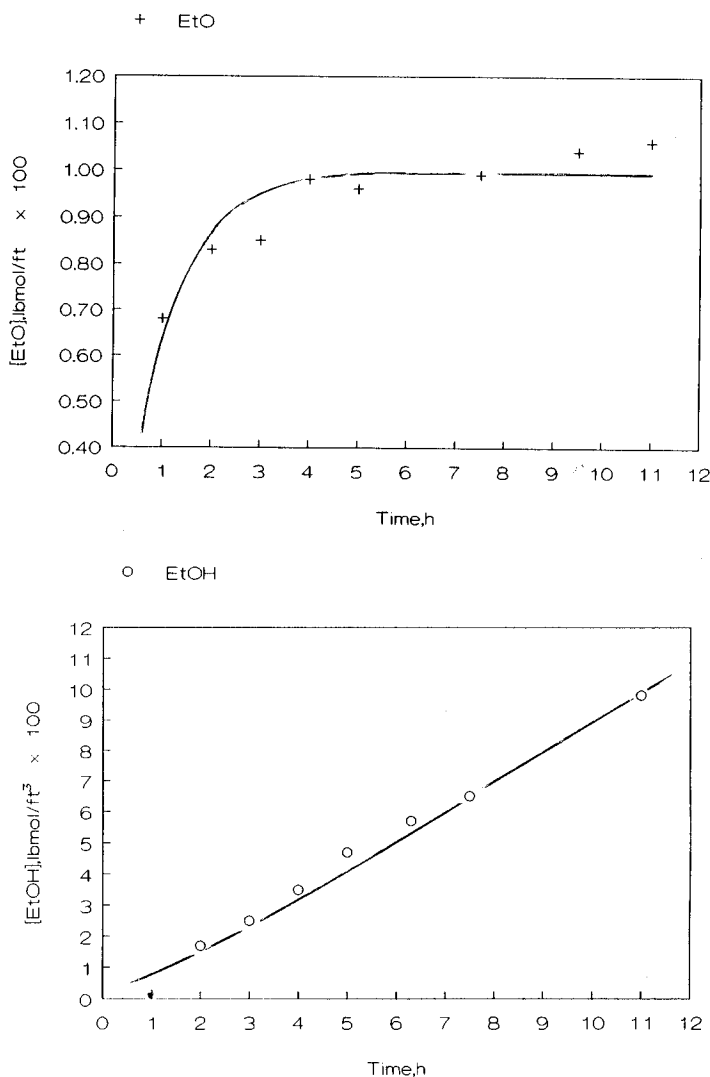 + EtO
1.20
1.10
1.00
0.90
0.80
0.70
0.60
0.50
0.40
[EtO],lbmol/ft × 100
0 1 2 3 4 5 6 7 8 9 10 11 12
Time,h
○ EtOH
12
11
10
9
8
7
6
5
4
3
2
1
0
[EtOH],lbmol/ft³ × 100
0 1 2 3 4 5 6 7 8 9 10 11 12
Time,h